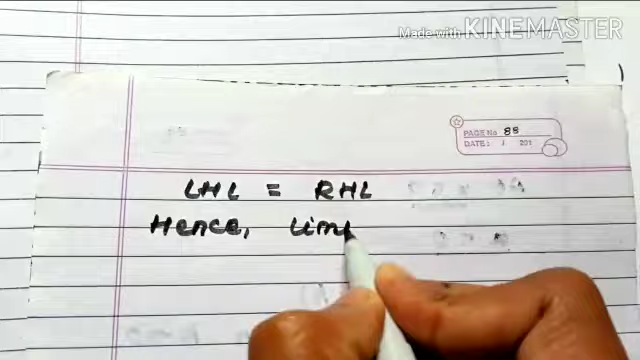 Made with KINEMASTER
PAGE No 88
DATE: / 201
LHL = RHL
Hence, Lim